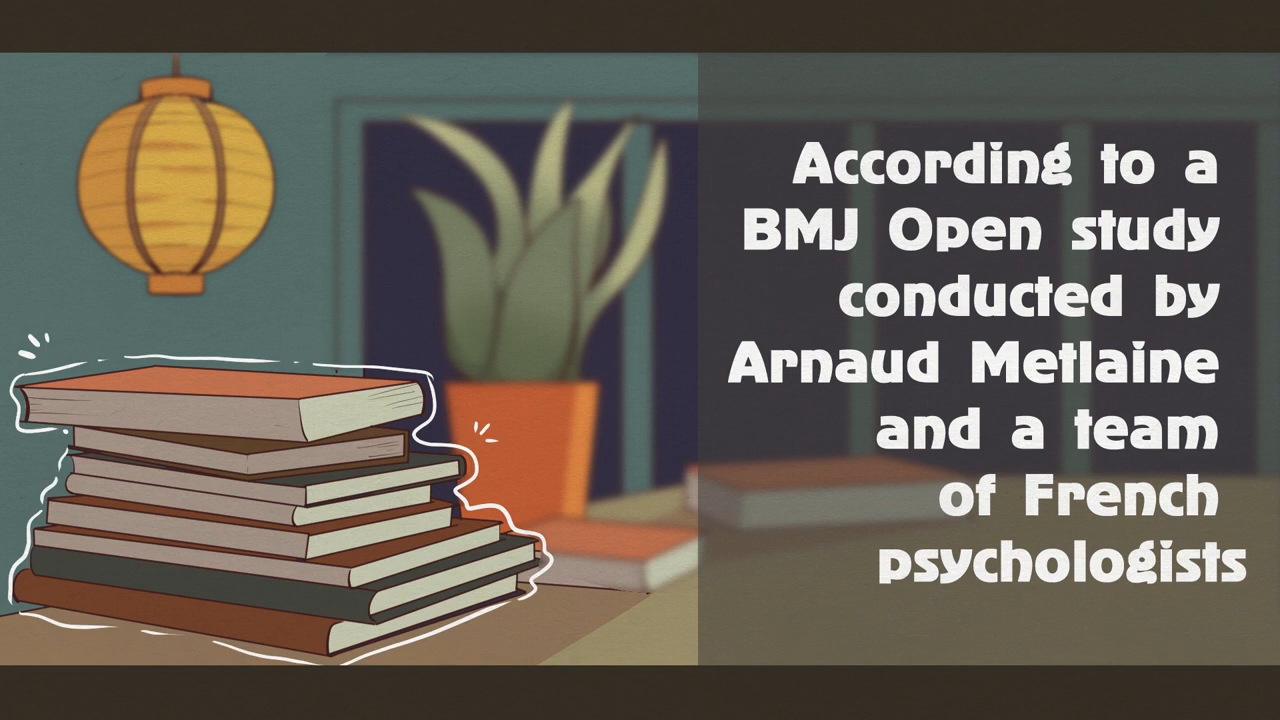 According to a
BMJ Open study
conducted by
Arnaud Metlaine
and a team
of French
psychologists